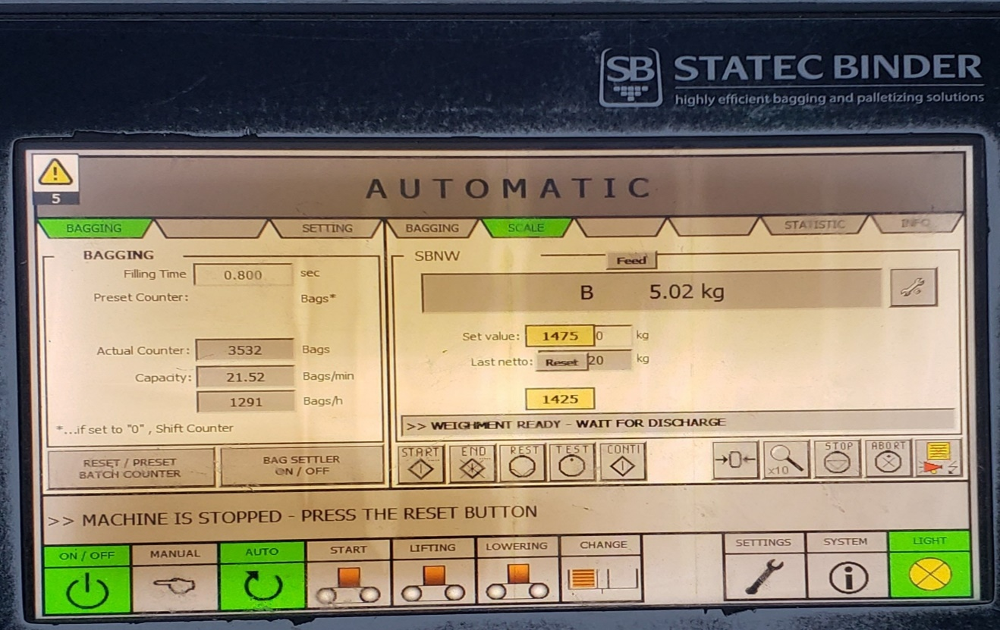 SB STATEC BINDER
highly efficient bagging and palletizing solutions
5
AUTOMATIC
BAGGING SETTING BAGGING SCALE STATISTIC INFO
BAGGING
Filling Time 0.800 sec
Preset Counter: Bags*
Actual Counter: 3532 Bags
Capacity: 21.52 Bags/min
1291 Bags/h
*...if set to "0" , Shift Counter
RESET / PRESET
BATCH COUNTER
BAG SETTLER
ON / OFF
SBNW
Feed
B 5.02 kg
Set value: 1475 0 kg
Last netto: Reset 20 kg
1425
>> WEIGHMENT READY - WAIT FOR DISCHARGE
START END REST TEST CONTI →0← x10 STOP ABORT
>> MACHINE IS STOPPED - PRESS THE RESET BUTTON
ON / OFF MANUAL AUTO START LIFTING LOWERING CHANGE SETTINGS SYSTEM LIGHT